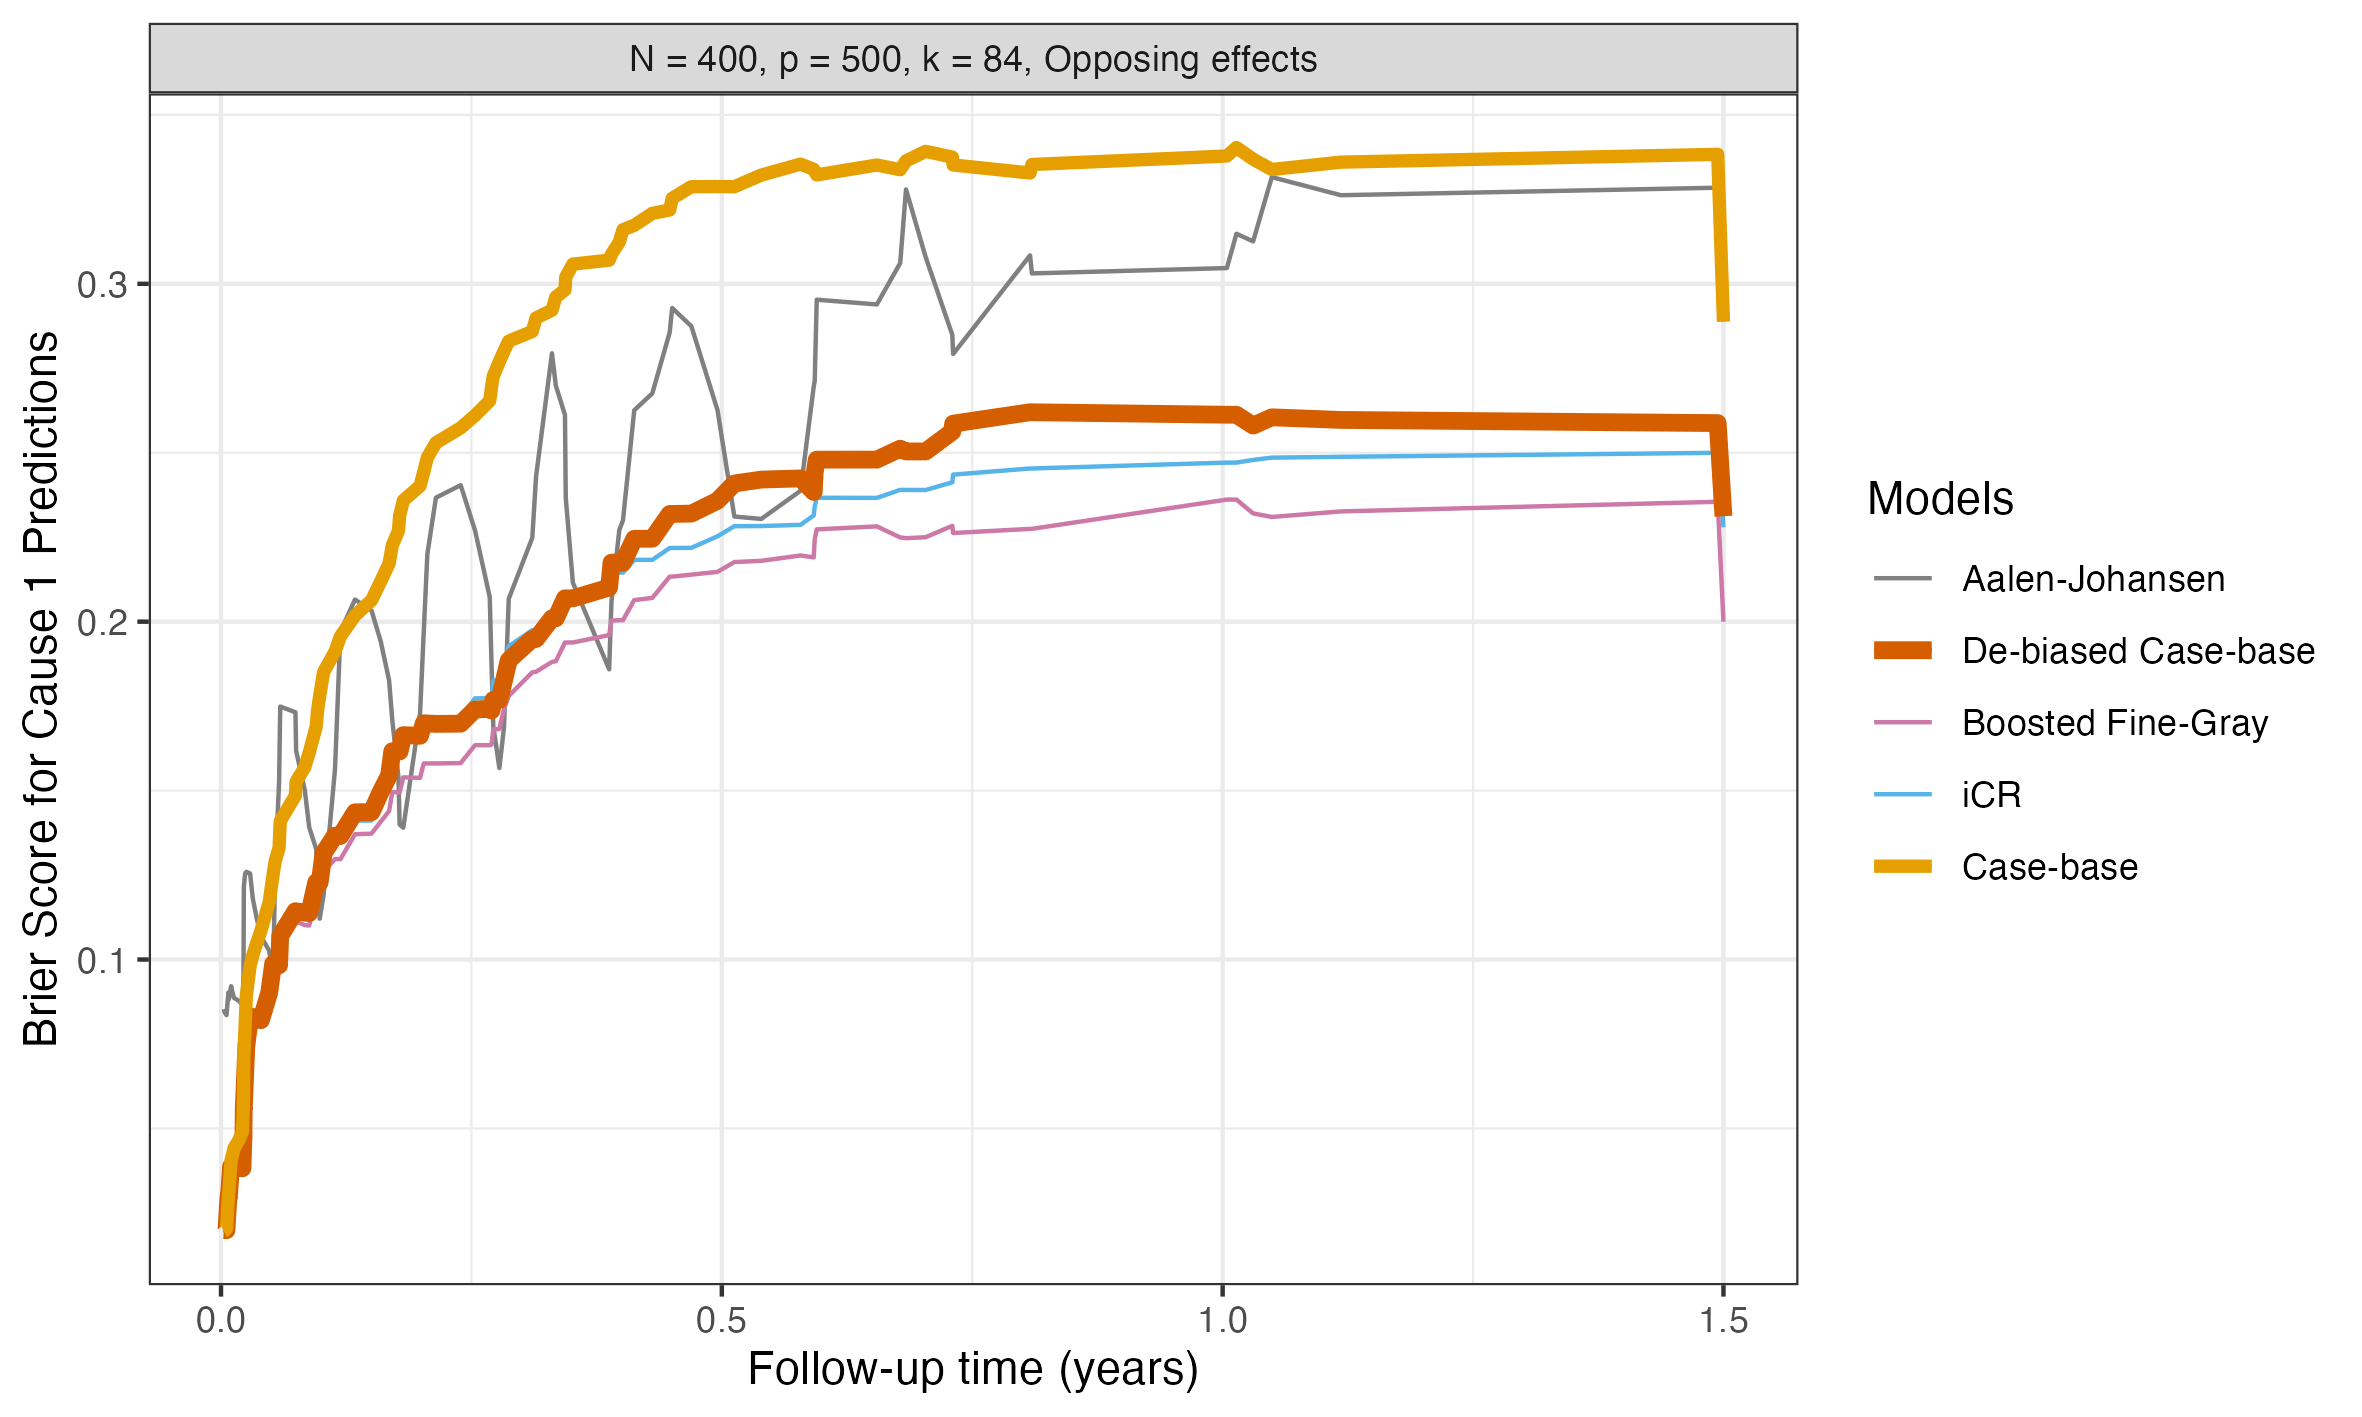 N = 400, p = 500, k = 84, Opposing effects
Brier Score for Cause 1 Predictions
0.3
0.2
0.1
0.0 0.5 1.0 1.5
Follow-up time (years)
Models
Aalen-Johansen
De-biased Case-base
Boosted Fine-Gray
iCR
Case-base